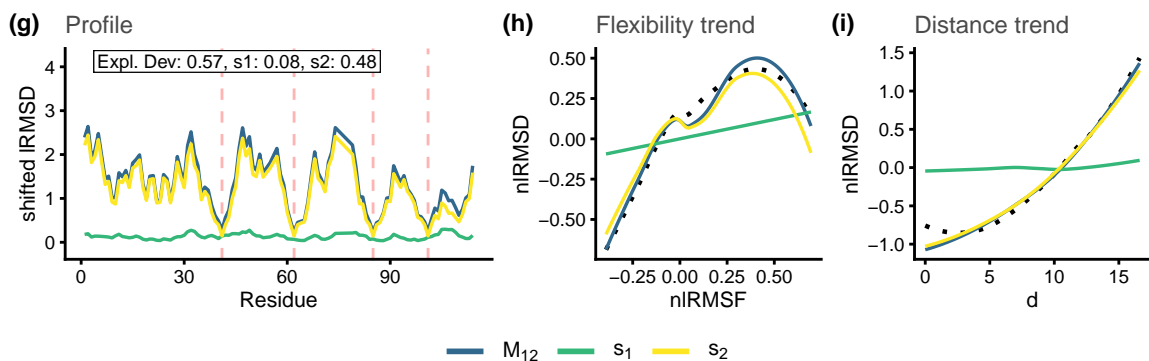 (g) Profile
Expl. Dev: 0.57, s1: 0.08, s2: 0.48
shifted lRMSD
4
3
2
1
0
0
30
60
90
Residue
(h) Flexibility trend
nlRMSD
0.50
0.25
0.00
−0.25
−0.50
−0.25
0.00
0.25
0.50
nlRMSF
(i) Distance trend
nlRMSD
1.5
1.0
0.5
0.0
−0.5
−1.0
0
5
10
15
d
M₁₂ s₁ s₂